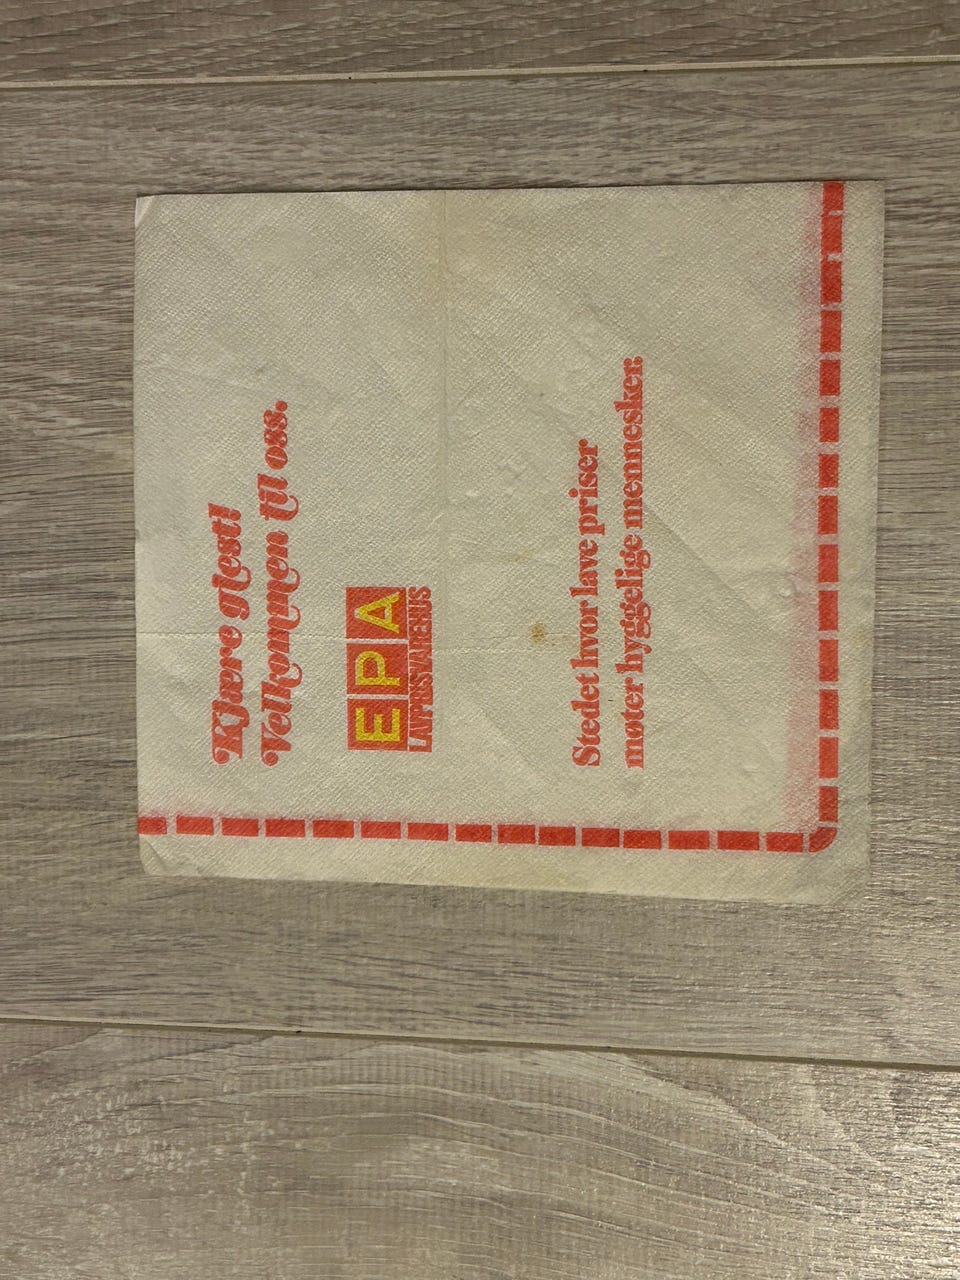 Kjære gjest!
Velkommen til oss.
EPA
LAVPRISVAREHUS
Stedet hvor lave priser
møter hyggelige mennesker.